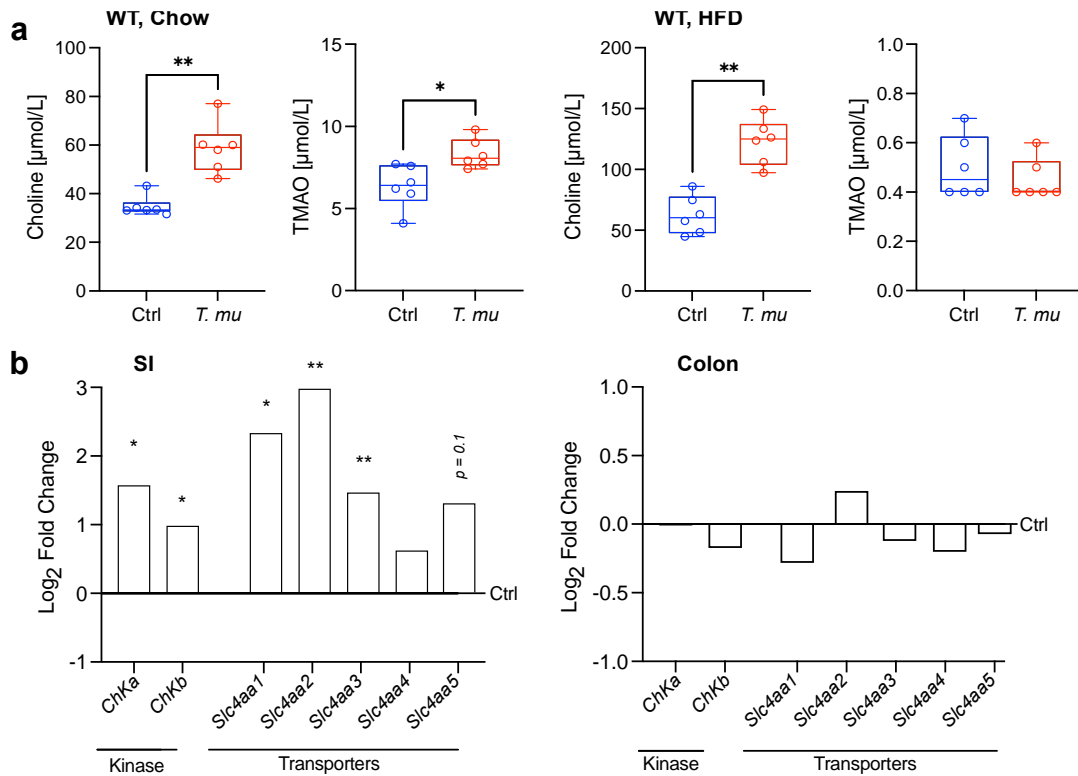 a
WT, Chow
WT, HFD
Choline [µmol/L]
100
80
60
40
20
0
**
Ctrl
T. mu
TMAO [µmol/L]
15
10
5
0
*
Ctrl
T. mu
Choline [µmol/L]
200
150
100
50
0
**
Ctrl
T. mu
TMAO [µmol/L]
1.0
0.8
0.6
0.4
0.2
0.0
Ctrl
T. mu
b
SI
Log2 Fold Change
3
2
1
0
-1
*
*
*
**
**
p = 0.1
Ctrl
ChKa
ChKb
Slc4aa1
Slc4aa2
Slc4aa3
Slc4aa4
Slc4aa5
Kinase
Transporters
Colon
Log2 Fold Change
1.0
0.5
0.0
-0.5
-1.0
Ctrl
ChKa
ChKb
Slc4aa1
Slc4aa2
Slc4aa3
Slc4aa4
Slc4aa5
Kinase
Transporters